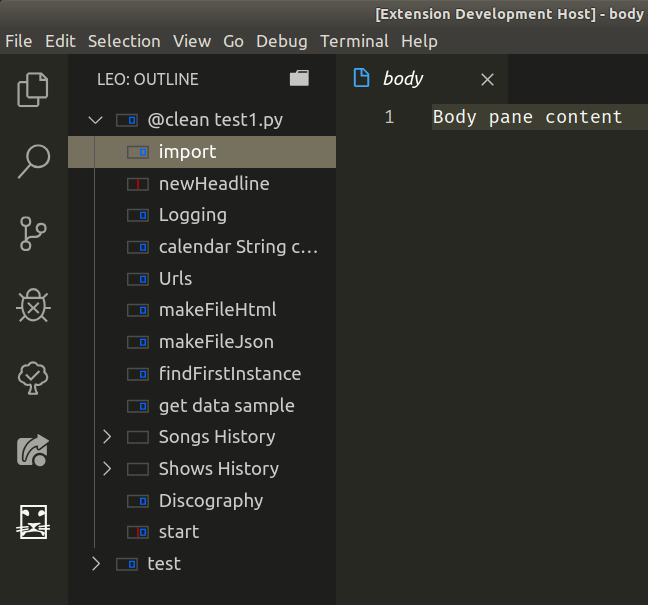 [Extension Development Host] - body
File Edit Selection View Go Debug Terminal Help
LEO: OUTLINE
body
@clean test1.py
1 Body pane content
import
newHeadline
Logging
calendar String c...
Urls
makeFileHtml
makeFileJson
findFirstInstance
get data sample
Songs History
Shows History
Discography
start
test